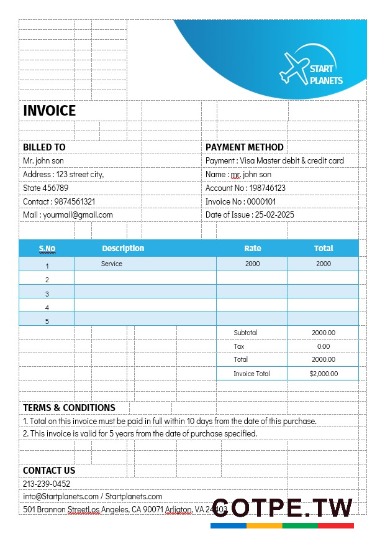 START
PLANETS
INVOICE
BILLED TO
PAYMENT METHOD
Mr. john son
Payment : Visa Master debit & credit card
Address : 123 street city,
Name : mr. john son
State 456789
Account No : 198746123
Contact : 9874561321
Invoice No : 0000101
Mail : yourmail@gmail.com
Date of Issue : 25-02-2025
S.No Description Rate Total
1 Service 2000 2000
2
3
4
5
Subtotal 2000.00
Tax 0.00
Total 2000.00
Invoice Total $2,000.00
TERMS & CONDITIONS
1. Total on this invoice must be paid in full within 10 days from the date of this purchase.
2. This invoice is valid for 5 years from the date of purchase specified.
CONTACT US
213-239-0452
info@Startplanets.com / Startplanets.com
501 Brannan StreetLos Angeles, CA 90071 Arligton, VA 24402
COTPE.TW